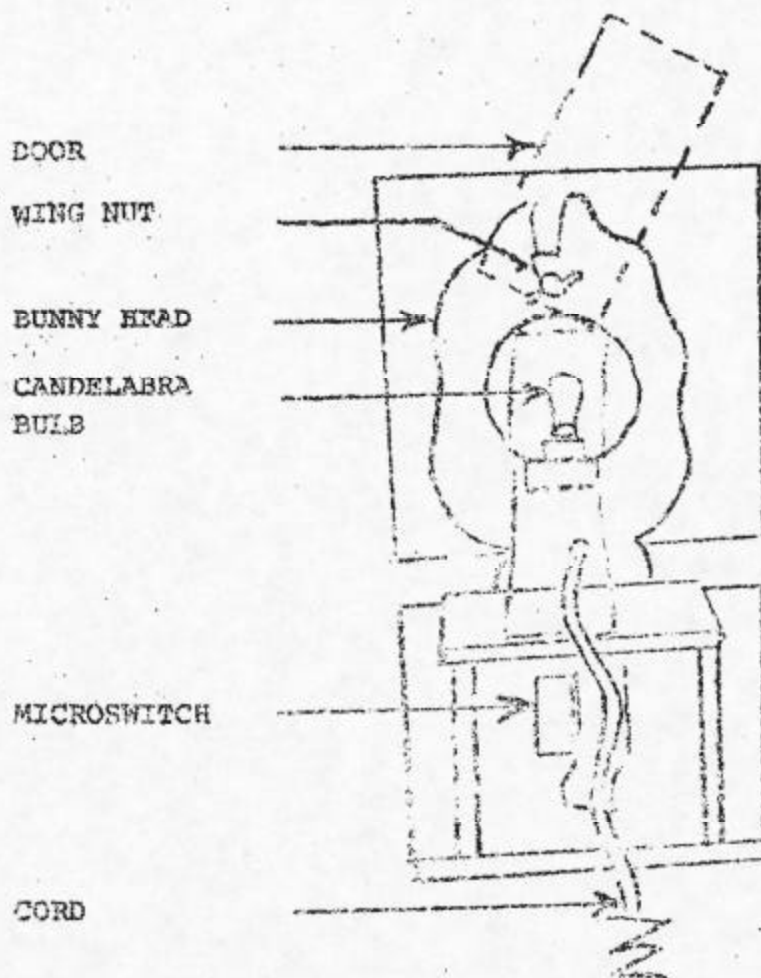 DOOR
WING NUT
BUNNY HEAD
CANDELABRA
BULB
MICROSWITCH
CORD